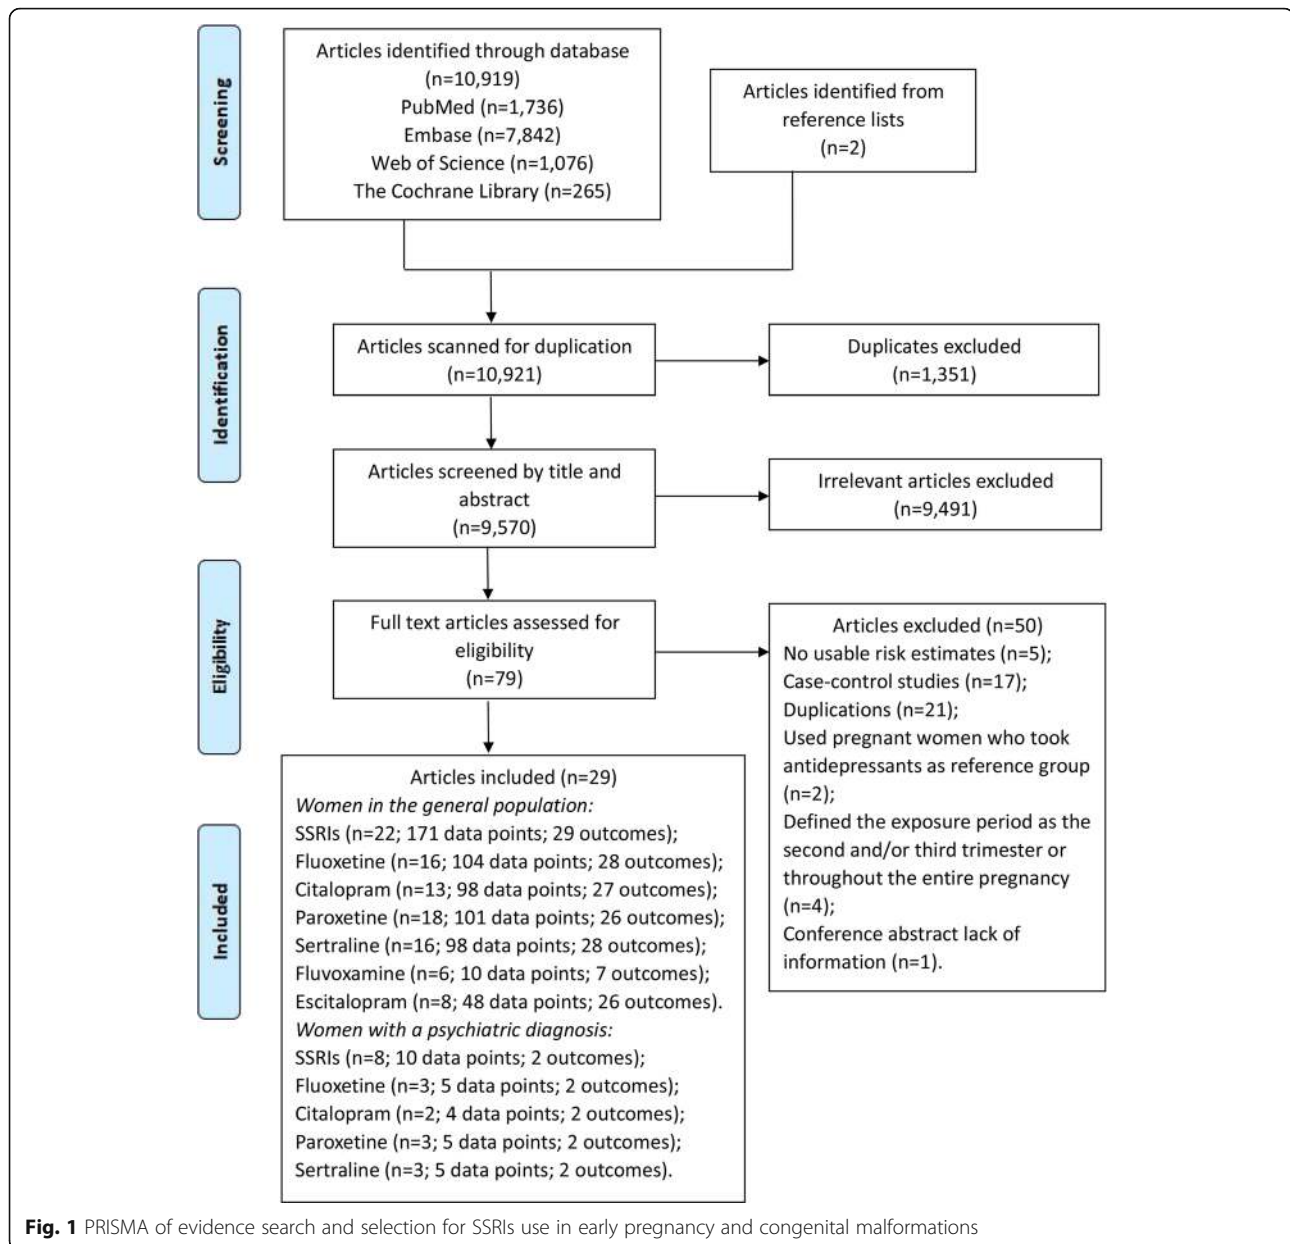 Screening
Articles identified through database
(n=10,919)
PubMed (n=1,736)
Embase (n=7,842)
Web of Science (n=1,076)
The Cochrane Library (n=265)
Articles identified from
reference lists
(n=2)
Identification
Articles scanned for duplication
(n=10,921)
Duplicates excluded
(n=1,351)
Articles screened by title and
abstract
(n=9,570)
Irrelevant articles excluded
(n=9,491)
Eligibility
Full text articles assessed for
eligibility
(n=79)
Articles excluded (n=50)
No usable risk estimates (n=5);
Case-control studies (n=17);
Duplications (n=21);
Used pregnant women who took
antidepressants as reference group
(n=2);
Defined the exposure period as the
second and/or third trimester or
throughout the entire pregnancy
(n=4);
Conference abstract lack of
information (n=1).
Included
Articles included (n=29)
Women in the general population:
SSRIs (n=22; 171 data points; 29 outcomes);
Fluoxetine (n=16; 104 data points; 28 outcomes);
Citalopram (n=13; 98 data points; 27 outcomes);
Paroxetine (n=18; 101 data points; 26 outcomes);
Sertraline (n=16; 98 data points; 28 outcomes);
Fluvoxamine (n=6; 10 data points; 7 outcomes);
Escitalopram (n=8; 48 data points; 26 outcomes).
Women with a psychiatric diagnosis:
SSRIs (n=8; 10 data points; 2 outcomes);
Fluoxetine (n=3; 5 data points; 2 outcomes);
Citalopram (n=2; 4 data points; 2 outcomes);
Paroxetine (n=3; 5 data points; 2 outcomes);
Sertraline (n=3; 5 data points; 2 outcomes).
Fig. 1 PRISMA of evidence search and selection for SSRIs use in early pregnancy and congenital malformations